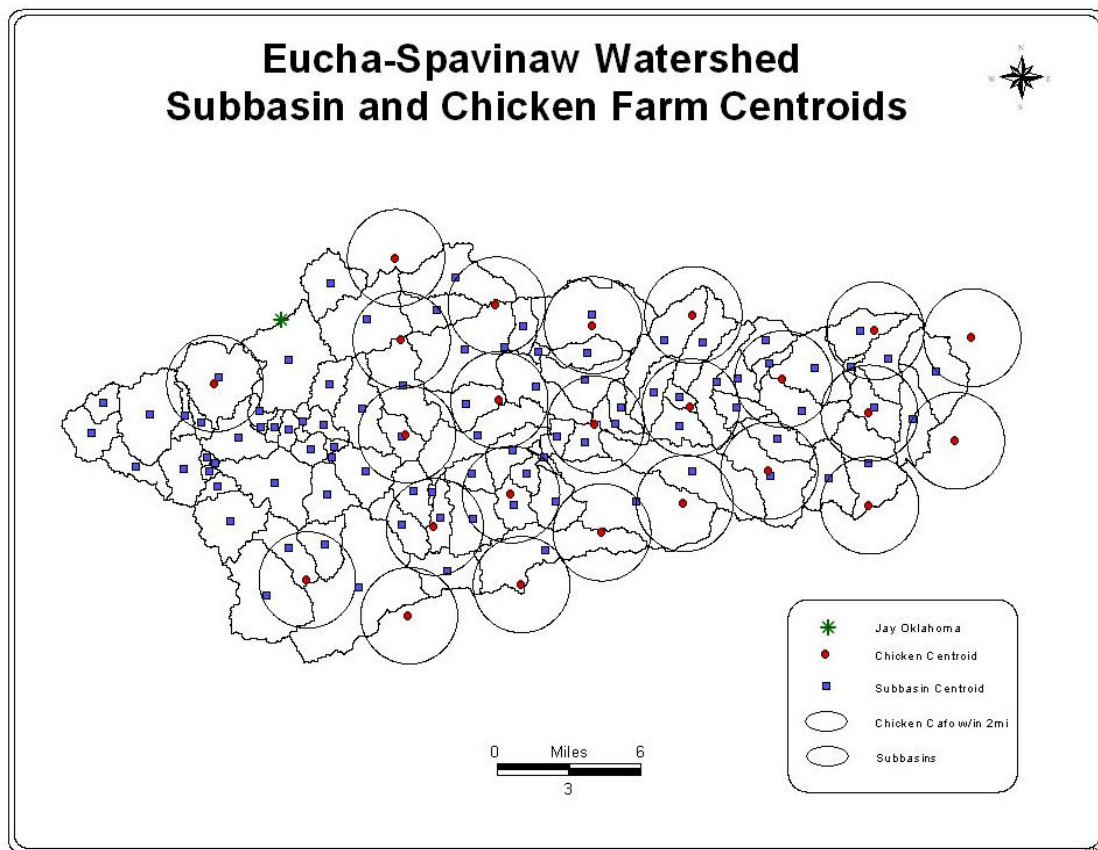 Eucha-Spavinaw Watershed
Subbasin and Chicken Farm Centroids
N
W E
S
Jay Oklahoma
Chicken Centroid
Subbasin Centroid
Chicken Cafo w/in 2mi
Subbasins
0 Miles 6
3